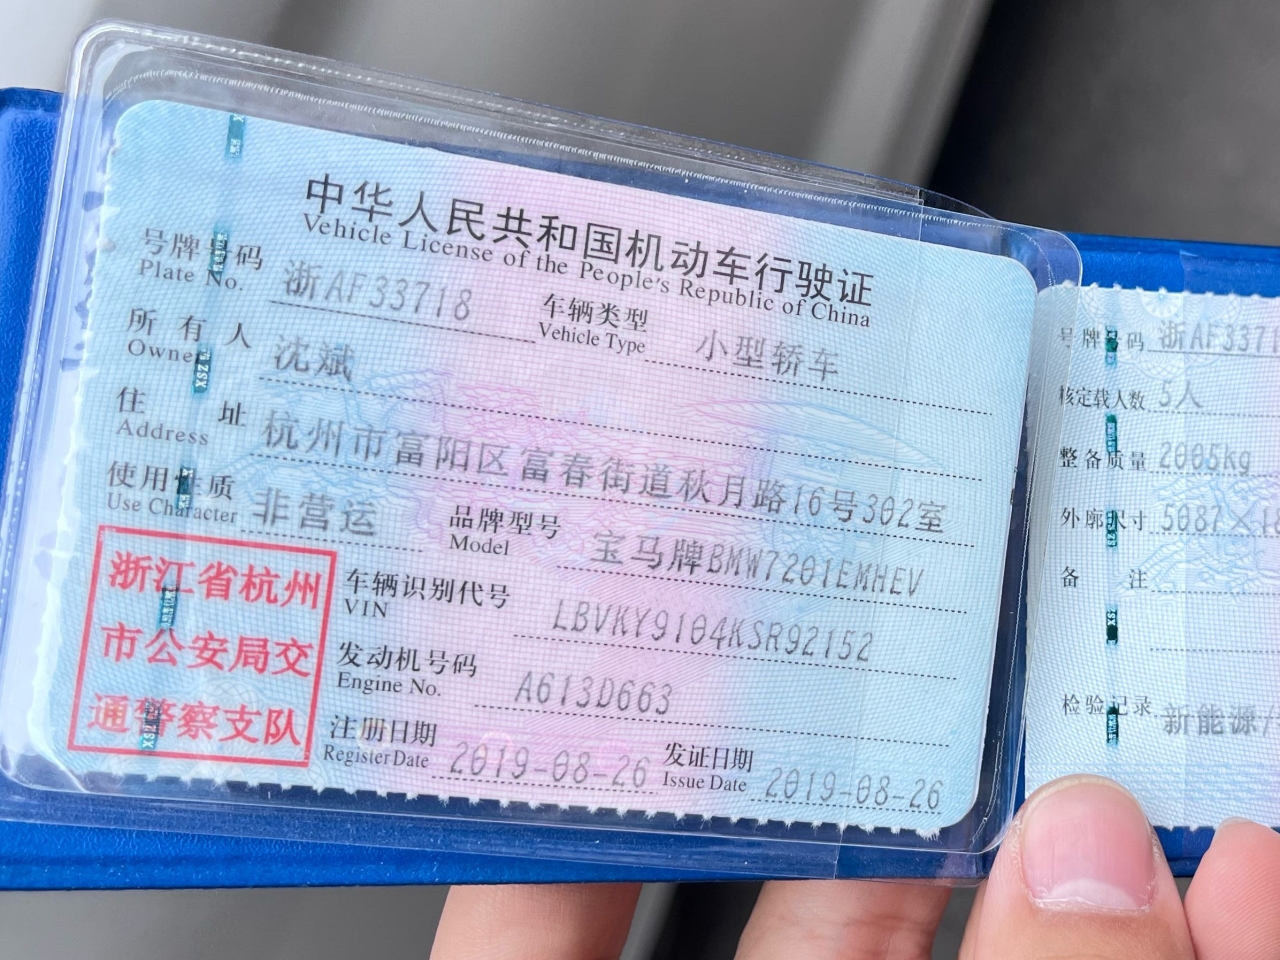 中华人民共和国机动车行驶证
Vehicle License of the People's Republic of China
号牌号码 浙AF33718 车辆类型 小型轿车
Plate No. Vehicle Type
所有人 沈斌
Owner
住址 杭州市富阳区富春街道秋月路16号302室
Address
使用性质 非营运 品牌型号 宝马牌BMW7201EMHEV
Use Character Model
浙江省杭州
市公安局交
通警察支队
车辆识别代号 LBVKY9104KSR92152
VIN
发动机号码 A613D663
Engine No.
注册日期 2019-08-26 发证日期 2019-08-26
Register Date Issue Date
号牌号码 浙AF3371
核定载人数 5人
整备质量 2005kg
外廓尺寸 5087×18
备注
检验记录 新能源/